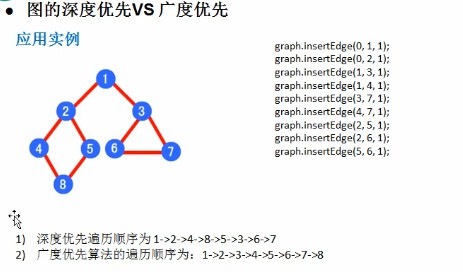 ● 图的深度优先VS 广度优先
应用实例
graph.insertEdge(0, 1, 1);
graph.insertEdge(0, 2, 1);
graph.insertEdge(1, 3, 1);
graph.insertEdge(1, 4, 1);
graph.insertEdge(3, 7, 1);
graph.insertEdge(4, 7, 1);
graph.insertEdge(2, 5, 1);
graph.insertEdge(2, 6, 1);
graph.insertEdge(5, 6, 1);
1
2 3
4 5 6 7
8
1) 深度优先遍历顺序为 1->2->4->8->5->3->6->7
2) 广度优先算法的遍历顺序为：1->2->3->4->5->6->7->8